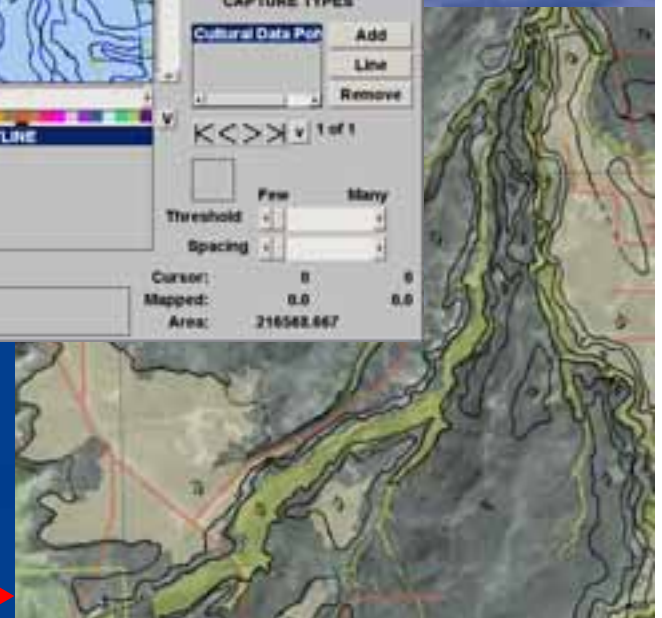 CAPTURE TYPES
Cultural Data Pon
Add
Line
Remove
V
v
1 of 1
LINE
Few
Many
Threshold
Spacing
Cursor:
0
0
Mapped:
0.0
0.0
Area:
216568.667